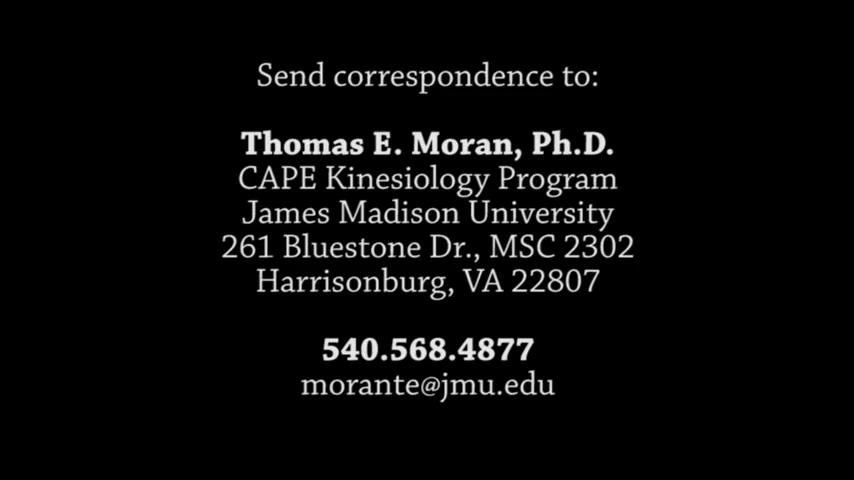 Send correspondence to:
Thomas E. Moran, Ph.D.
CAPE Kinesiology Program
James Madison University
261 Bluestone Dr., MSC 2302
Harrisonburg, VA 22807
540.568.4877
morante@jmu.edu